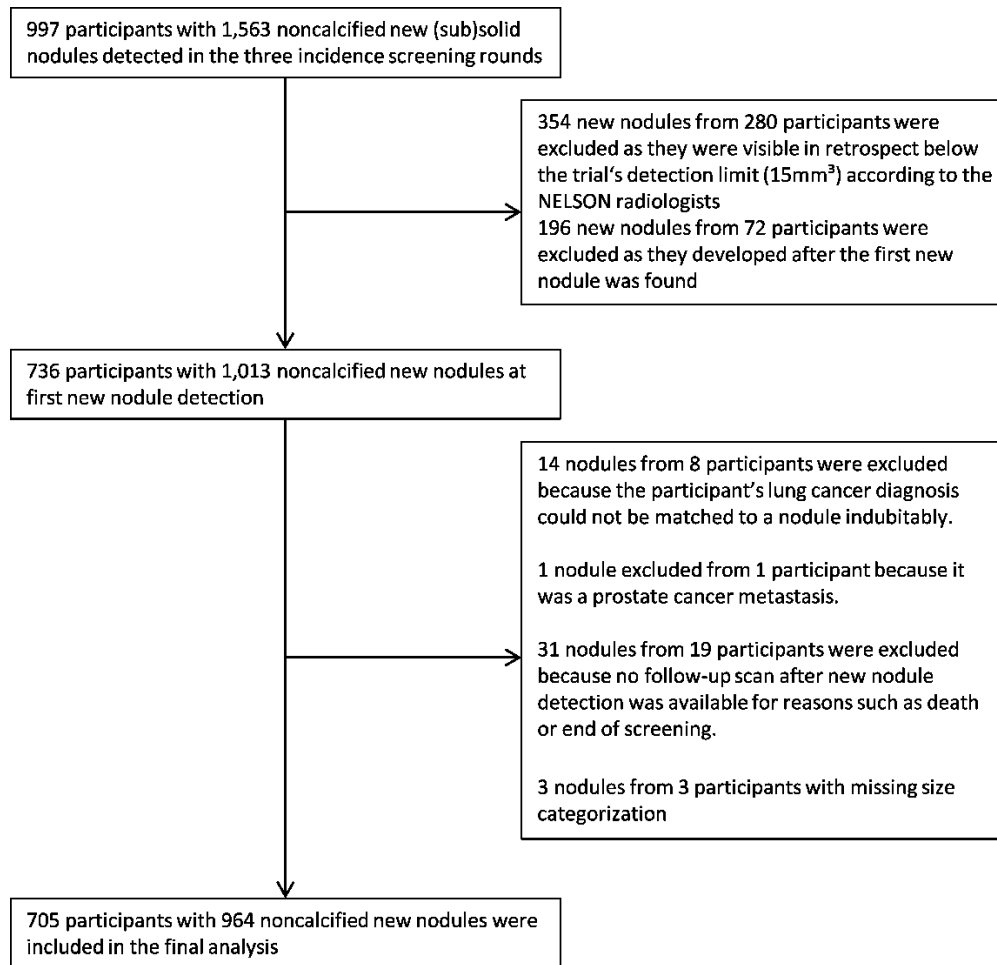 997 participants with 1,563 noncalcified new (sub)solid
nodules detected in the three incidence screening rounds
354 new nodules from 280 participants were
excluded as they were visible in retrospect below
the trial‘s detection limit (15mm³) according to the
NELSON radiologists
196 new nodules from 72 participants were
excluded as they developed after the first new
nodule was found
736 participants with 1,013 noncalcified new nodules at
first new nodule detection
14 nodules from 8 participants were excluded
because the participant’s lung cancer diagnosis
could not be matched to a nodule indubitably.
1 nodule excluded from 1 participant because it
was a prostate cancer metastasis.
31 nodules from 19 participants were excluded
because no follow-up scan after new nodule
detection was available for reasons such as death
or end of screening.
3 nodules from 3 participants with missing size
categorization
705 participants with 964 noncalcified new nodules were
included in the final analysis